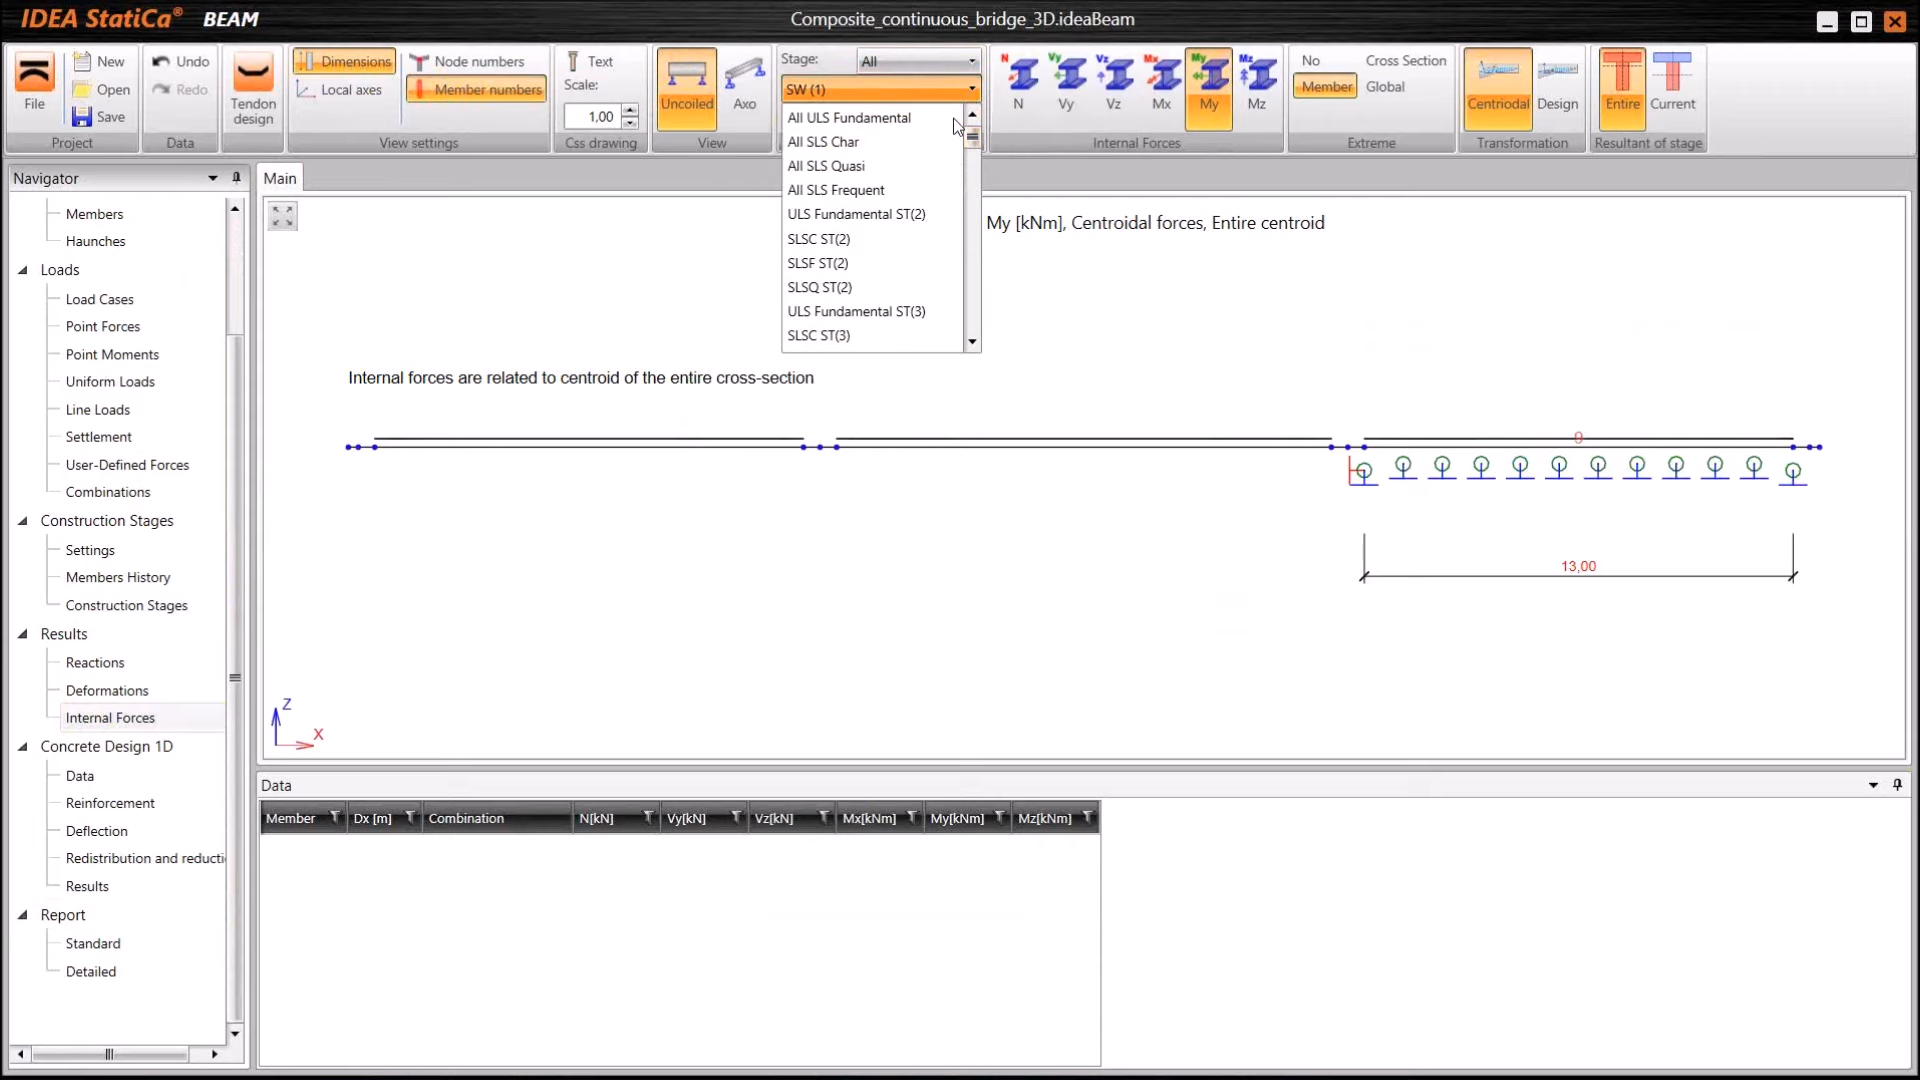 IDEA StatiCa® BEAM
Composite_continuous_bridge_3D.ideaBeam
File
New
Open
Save
Project
Undo
Redo
Data
Tendon
design
Dimensions
Local axes
Node numbers
Member numbers
View settings
Text
Scale:
1,00
Css drawing
Uncoiled
Axo
View
Stage:
All
SW (1)
All ULS Fundamental
All SLS Char
All SLS Quasi
All SLS Frequent
ULS Fundamental ST(2)
SLSC ST(2)
SLSF ST(2)
SLSQ ST(2)
ULS Fundamental ST(3)
SLSC ST(3)
N
N
Vy
Vy
Vz
Vz
Mx
Mx
My
My
Mz
Mz
Internal Forces
No
Member
Cross Section
Global
Extreme
Centriodal
Design
Transformation
Entire
Current
Resultant of stage
Navigator
Members
Haunches
Loads
Load Cases
Point Forces
Point Moments
Uniform Loads
Line Loads
Settlement
User-Defined Forces
Combinations
Construction Stages
Settings
Members History
Construction Stages
Results
Reactions
Deformations
Internal Forces
Concrete Design 1D
Data
Reinforcement
Deflection
Redistribution and reducti
Results
Report
Standard
Detailed
Main
My [kNm], Centroidal forces, Entire centroid
Internal forces are related to centroid of the entire cross-section
13,00
Z
X
Data
Member Dx [m] Combination N[kN] Vy[kN] Vz[kN] Mx[kNm] My[kNm] Mz[kNm]